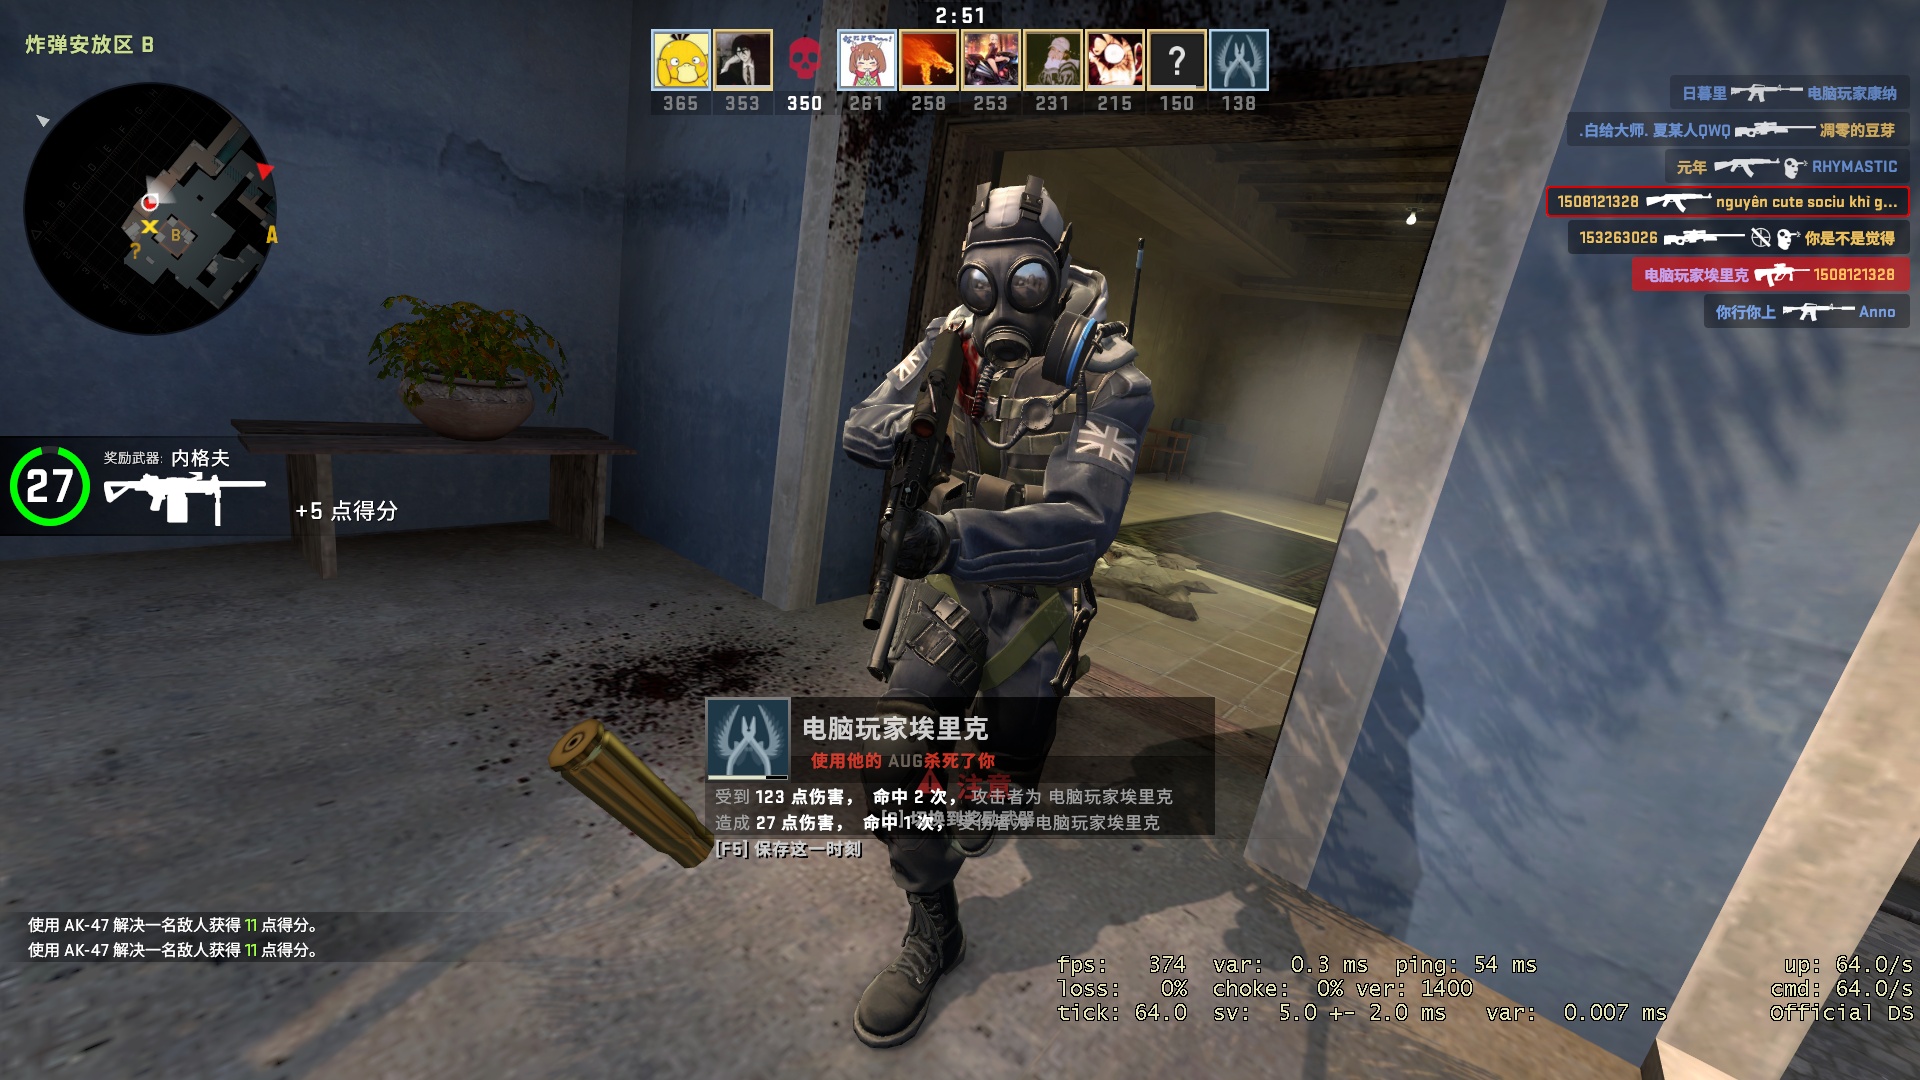 2:51
炸弹安放区 B
365 353 350 261 258 253 231 215 150 138
?
日暮里 电脑玩家康纳
.白给大师. 夏某人QWQ 凋零的豆芽
元年 RHYMASTIC
1508121328 nguyên cute sociu khi g...
153263026 你是不是觉得
电脑玩家埃里克 1508121328
你行你上 Anno
A
B
?
27
奖励武器: 内格夫
+5 点得分
电脑玩家埃里克
使用他的 AUG杀死了你
注意
受到 123 点伤害， 命中 2 次，攻击者为 电脑玩家埃里克
造成 27 点伤害， 命中 1 次，受伤者为 电脑玩家埃里克
切换到奖励武器
[F5] 保存这一时刻
使用 AK-47 解决一名敌人获得 11 点得分。
使用 AK-47 解决一名敌人获得 11 点得分。
fps: 374 var: 0.3 ms ping: 54 ms up: 64.0/s
loss: 0% choke: 0% ver: 1400 cmd: 64.0/s
tick: 64.0 sv: 5.0 +- 2.0 ms var: 0.007 ms Official DS